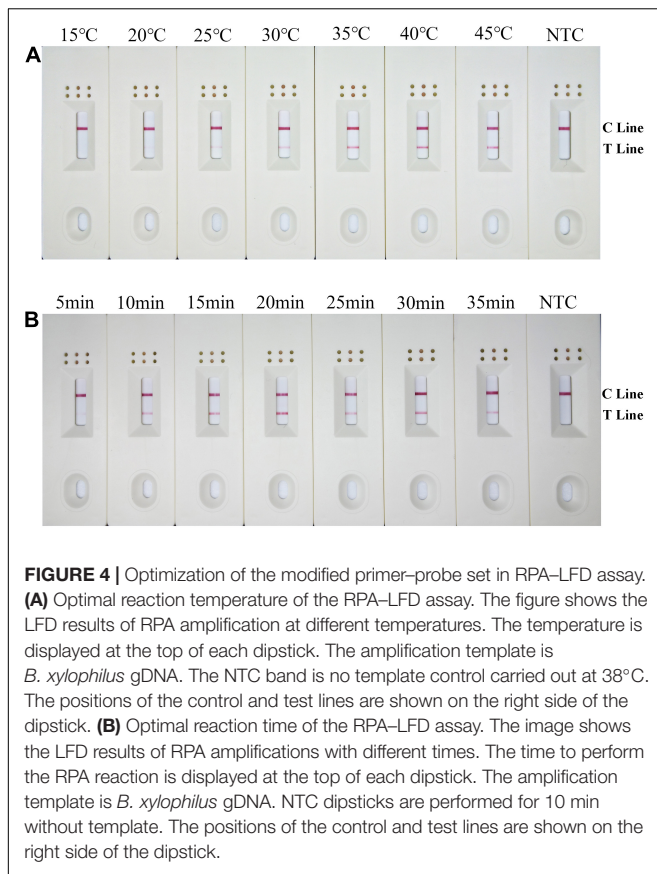 15°C 20°C 25°C 30°C 35°C 40°C 45°C NTC
A
C Line
T Line
5min 10min 15min 20min 25min 30min 35min NTC
B
C Line
T Line
FIGURE 4 | Optimization of the modified primer–probe set in RPA–LFD assay.
(A) Optimal reaction temperature of the RPA–LFD assay. The figure shows the
LFD results of RPA amplification at different temperatures. The temperature is
displayed at the top of each dipstick. The amplification template is
B. xylophilus gDNA. The NTC band is no template control carried out at 38°C.
The positions of the control and test lines are shown on the right side of the
dipstick. (B) Optimal reaction time of the RPA–LFD assay. The image shows
the LFD results of RPA amplifications with different times. The time to perform
the RPA reaction is displayed at the top of each dipstick. The amplification
template is B. xylophilus gDNA. NTC dipsticks are performed for 10 min
without template. The positions of the control and test lines are shown on the
right side of the dipstick.